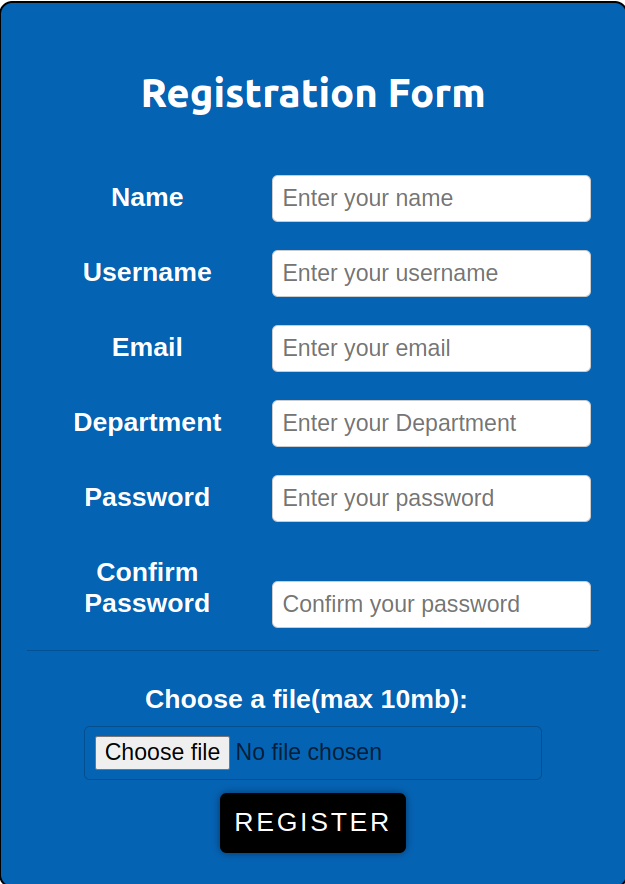 Registration Form
Name
Enter your name
Username
Enter your username
Email
Enter your email
Department
Enter your Department
Password
Enter your password
Confirm
Password
Confirm your password
Choose a file(max 10mb):
Choose file No file chosen
REGISTER